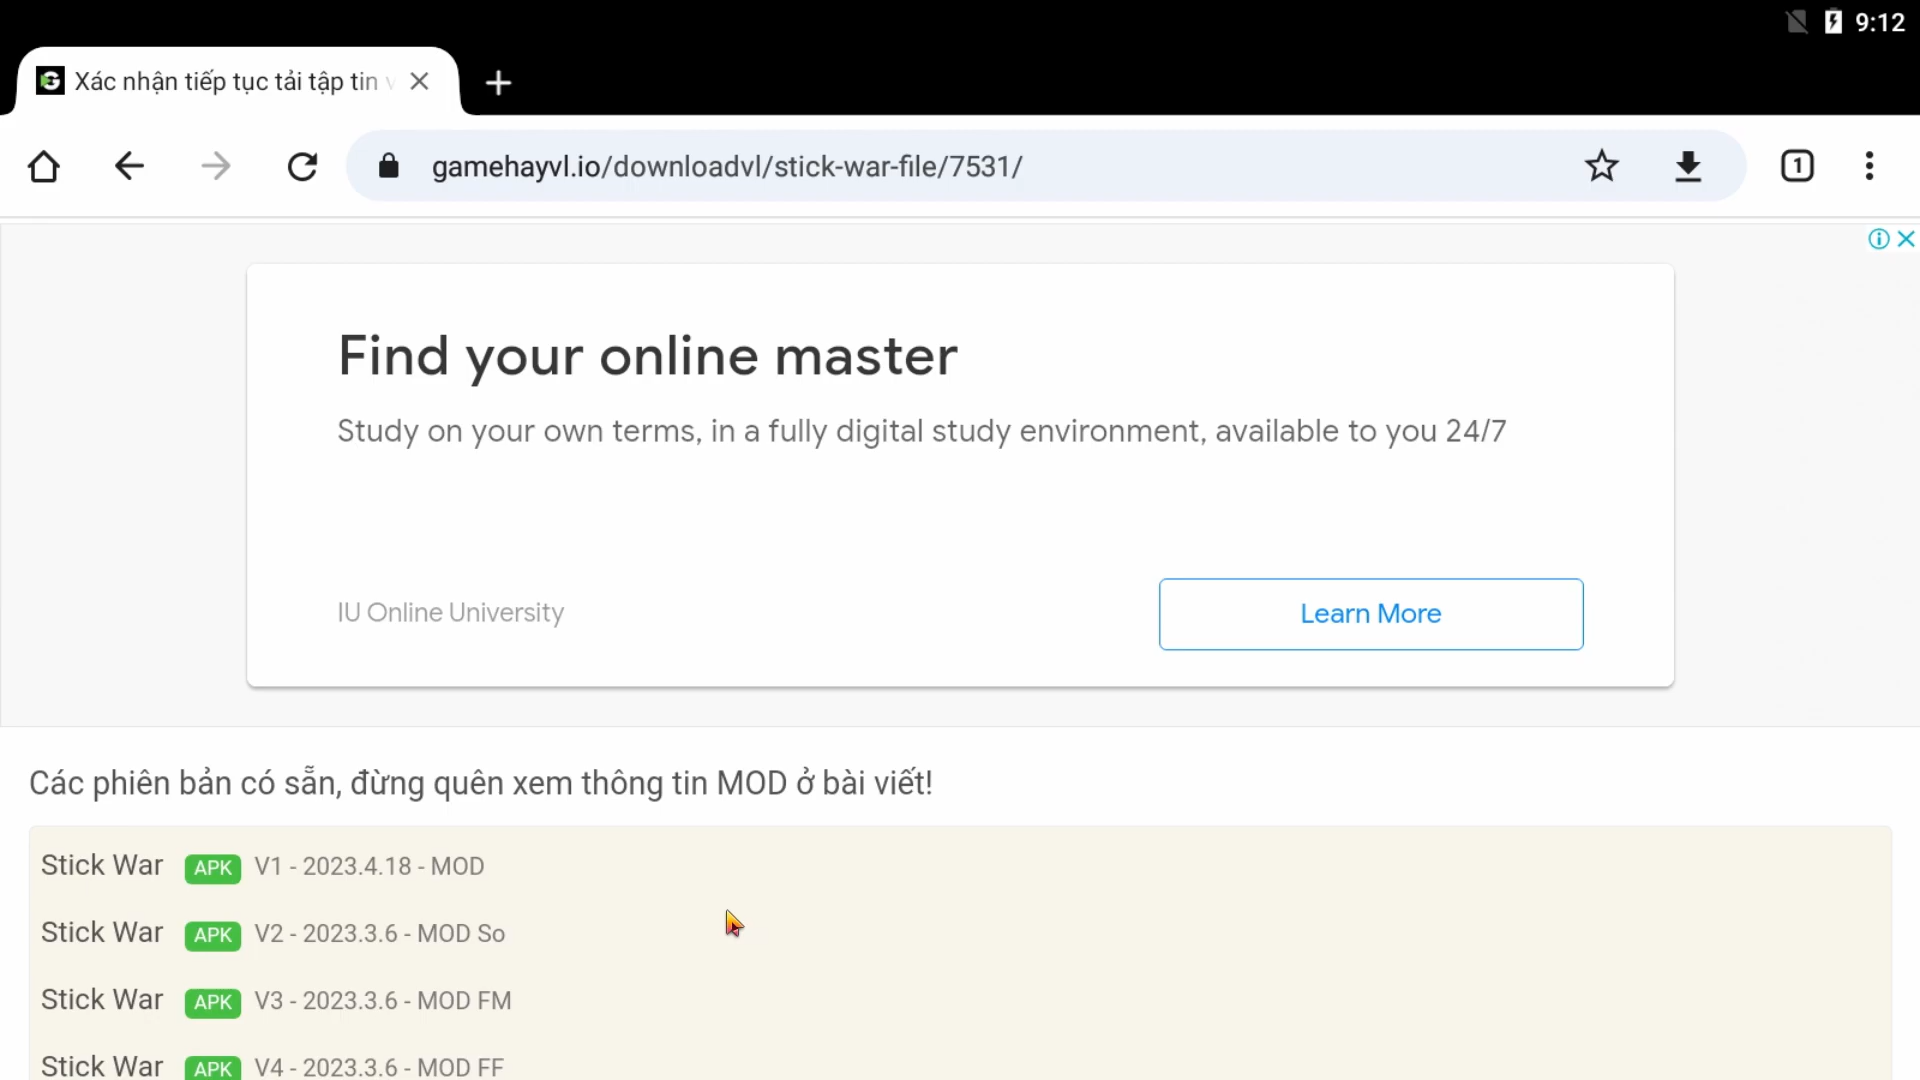 9:12
Xác nhận tiếp tục tải tập tin
gamehayvl.io/downloadvl/stick-war-file/7531/
1
Find your online master
Study on your own terms, in a fully digital study environment, available to you 24/7
IU Online University
Learn More
Các phiên bản có sẵn, đừng quên xem thông tin MOD ở bài viết!
Stick War APK V1 - 2023.4.18 - MOD
Stick War APK V2 - 2023.3.6 - MOD So
Stick War APK V3 - 2023.3.6 - MOD FM
Stick War APK V4 - 2023.3.6 - MOD FF